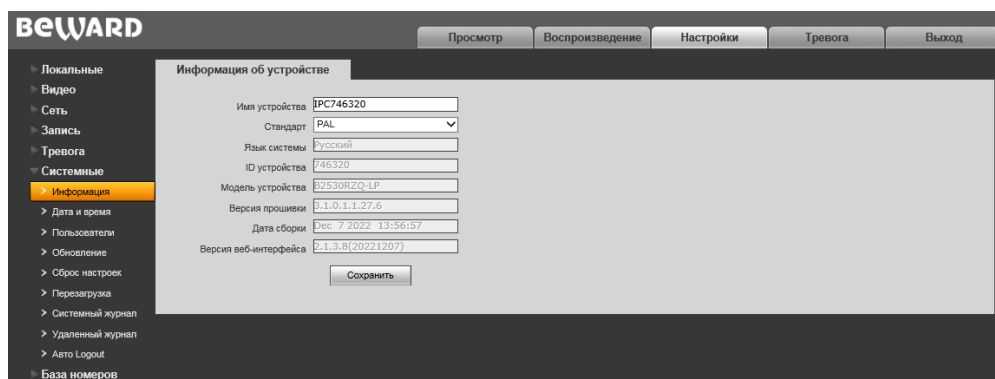 BEWARD
Просмотр
Воспроизведение
Настройки
Тревога
Выход
Локальные
Видео
Сеть
Запись
Тревога
Системные
Информация
Дата и время
Пользователи
Обновление
Сброс настроек
Перезагрузка
Системный журнал
Удаленный журнал
Авто Logout
База номеров
Информация об устройстве
Имя устройства IPC746320
Стандарт PAL
Язык системы Русский
ID устройства 746320
Модель устройства B2530RZQ-LP
Версия прошивки 3.1.0.1.1.27.6
Дата сборки Dec 7 2022 13:56:57
Версия веб-интерфейса 2.1.3.8(20221207)
Сохранить